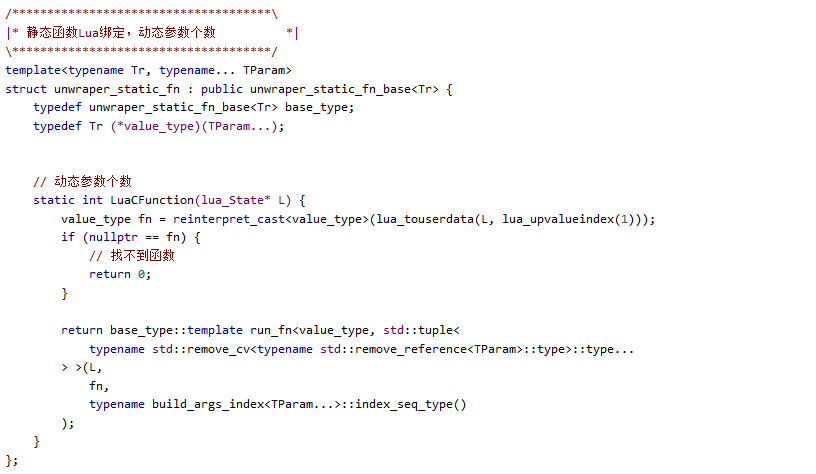 /*************************************\
|* 静态函数Lua绑定，动态参数个数          *|
\*************************************/
template<typename Tr, typename... TParam>
struct unwraper_static_fn : public unwraper_static_fn_base<Tr> {
    typedef unwraper_static_fn_base<Tr> base_type;
    typedef Tr (*value_type)(TParam...);
    // 动态参数个数
    static int LuaCFunction(lua_State* L) {
        value_type fn = reinterpret_cast<value_type>(lua_touserdata(L, lua_upvalueindex(1)));
        if (nullptr == fn) {
            // 找不到函数
            return 0;
        }
        return base_type::template run_fn<value_type, std::tuple<
            typename std::remove_cv<typename std::remove_reference<TParam>::type>::type...
        > >(L,
            fn,
            typename build_args_index<TParam...>::index_seq_type()
        );
    }
};